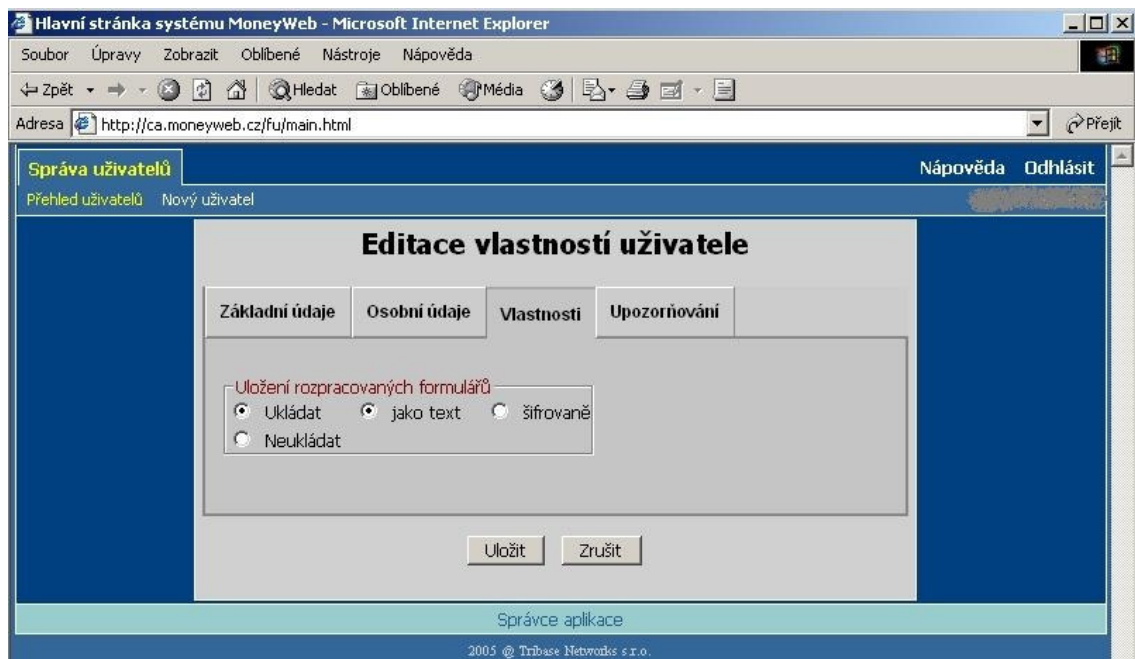 Hlavní stránka systému MoneyWeb - Microsoft Internet Explorer
Soubor Úpravy Zobrazit Oblíbené Nástroje Nápověda
Zpět Hledat Oblíbené Média
Adresa http://ca.moneyweb.cz/fu/main.html Přejít
Správa uživatelů Nápověda Odhlásit
Přehled uživatelů Nový uživatel
Editace vlastností uživatele
Základní údaje Osobní údaje Vlastnosti Upozorňování
Uložení rozpracovaných formulářů
Ukládat jako text šifrovaně
Neukládat
Uložit Zrušit
Správce aplikace
2005 @ Tribase Networks s.r.o.